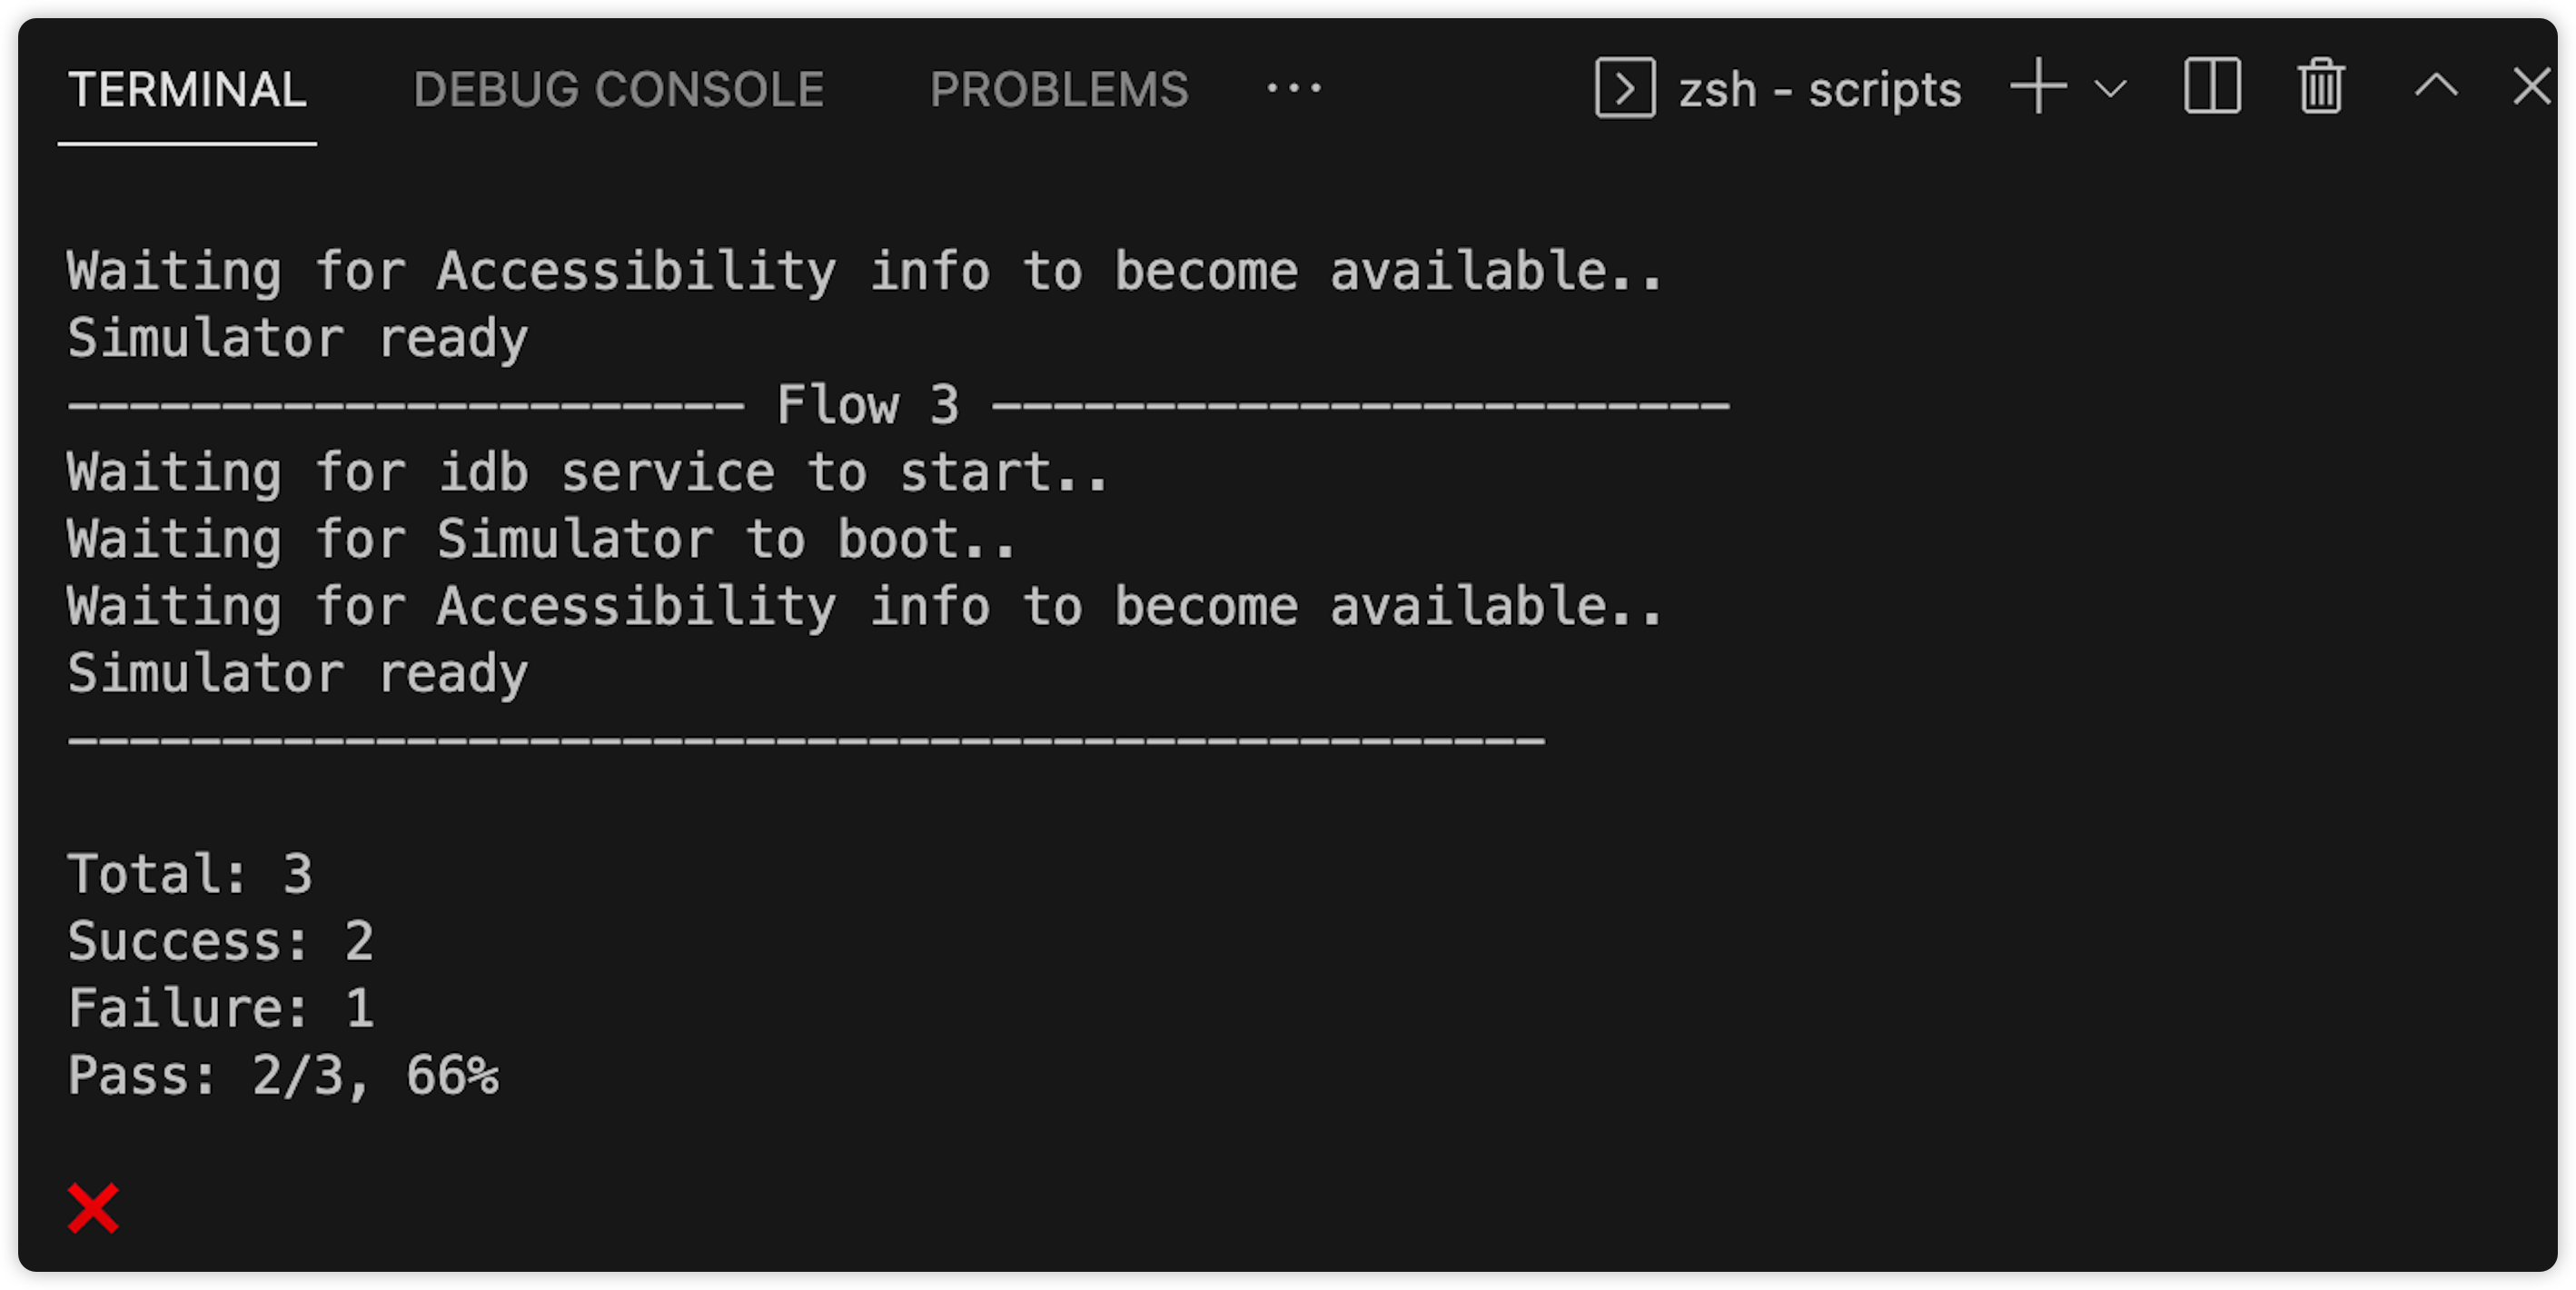 TERMINAL DEBUG CONSOLE PROBLEMS ··· zsh - scripts
Waiting for Accessibility info to become available..
Simulator ready
---------------------- Flow 3 ------------------------
Waiting for idb service to start..
Waiting for Simulator to boot..
Waiting for Accessibility info to become available..
Simulator ready
------------------------------------------------
Total: 3
Success: 2
Failure: 1
Pass: 2/3, 66%
❌